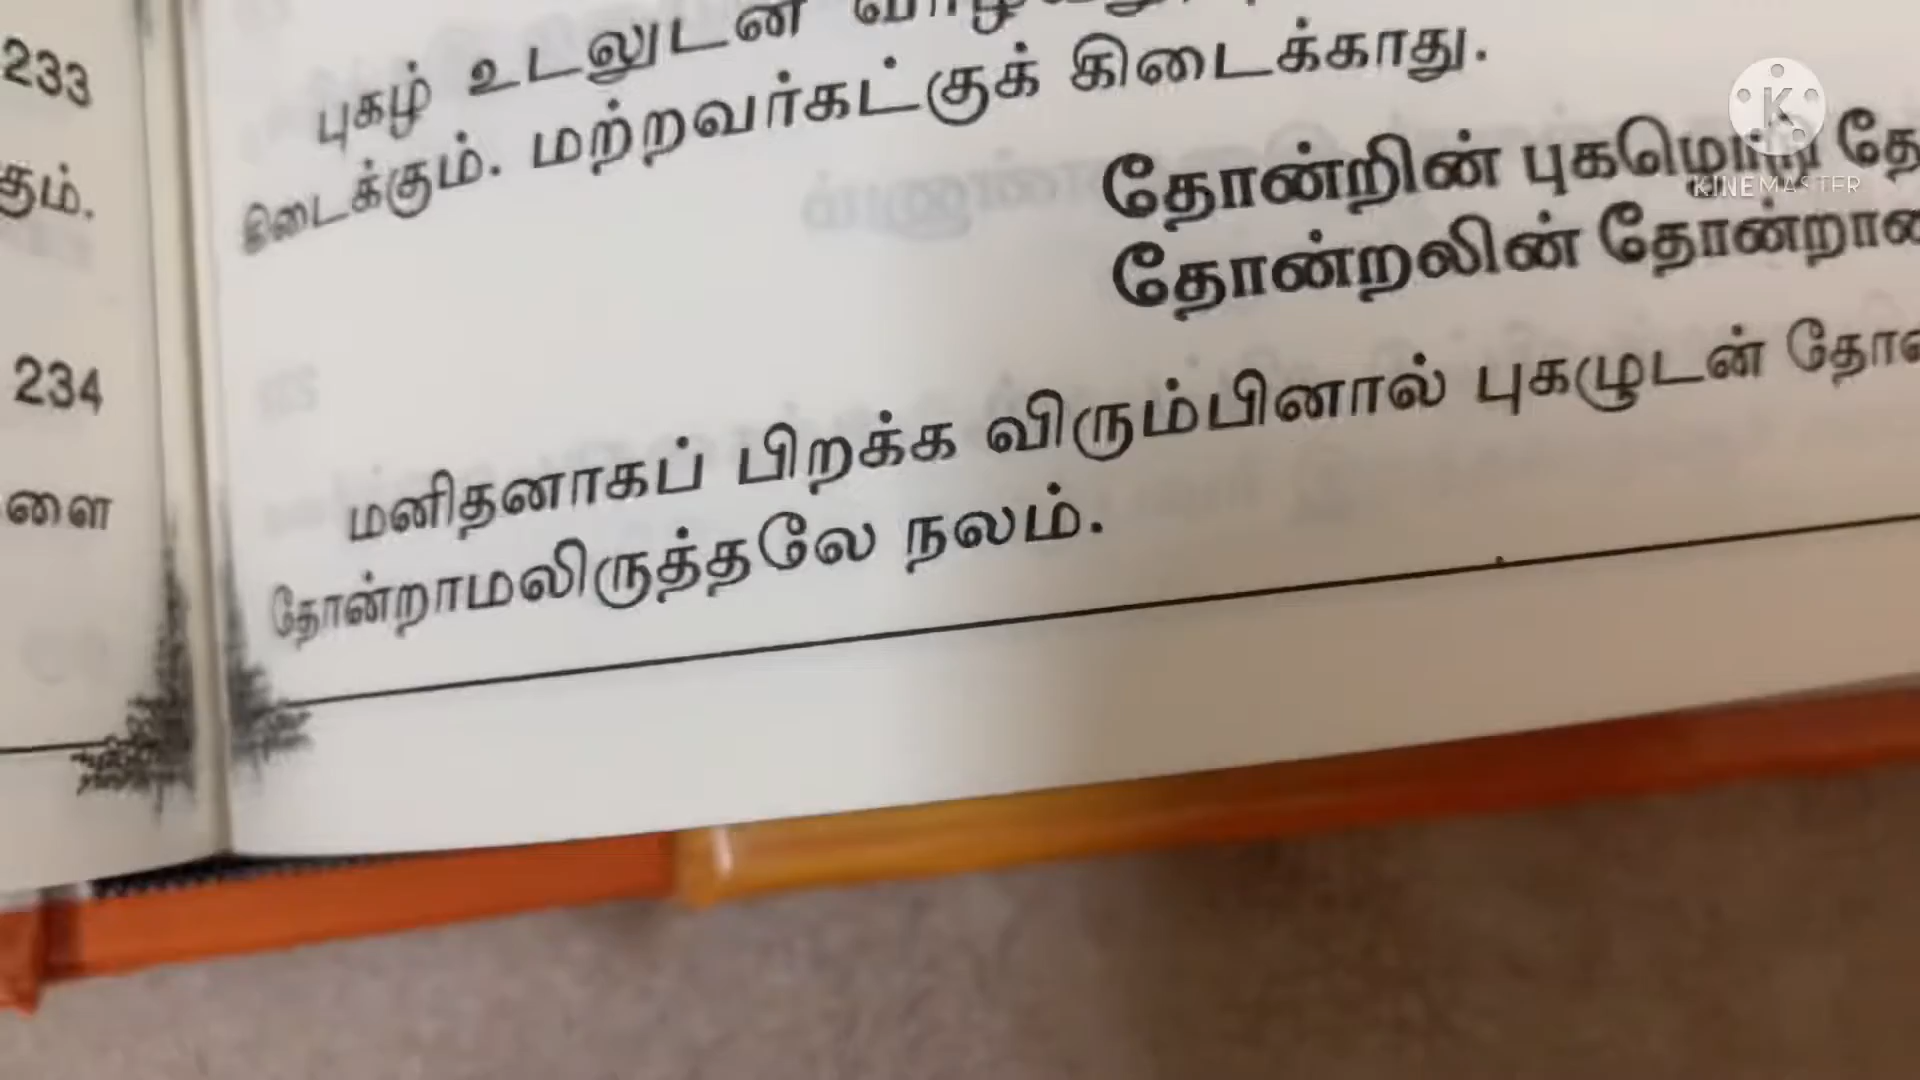 233
கும்.
234
ளை
புகழ் உடலுடன்
கிடைக்கும். மற்றவர்கட்குக் கிடைக்காது.
தோன்றின் புகழொடு
தோன்றலின்
மனிதனாகப் பிறக்க விரும்பினால் புகழுடன்
தோன்றாமலிருத்தலே நலம்.
KINEMASTER